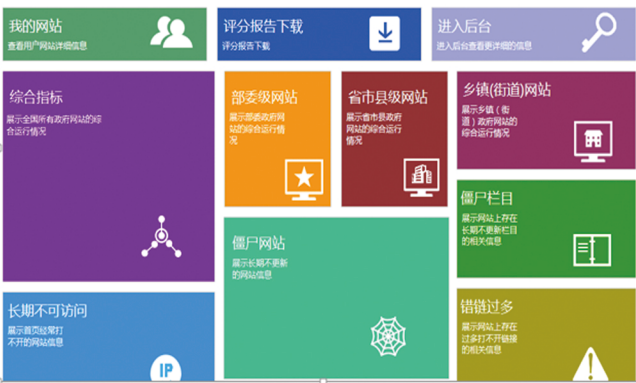 我的网站
查看用户网站详细信息
评分报告下载
评分报告下载
进入后台
进入后台查看更详细的信息
综合指标
展示全国所有政府网站的综
合运行情况
部委级网站
展示部委政府网
站的综合运行情
况
省市县级网站
展示省市县政府
网站的综合运行
情况
乡镇(街道)网站
展示乡镇（街
道）政府网站的
综合运行情况
僵尸栏目
展示网站上存在
长期不更新栏目
的相关信息
僵尸网站
展示长期不更新
的网站信息
长期不可访问
展示首页经常打
不开的网站信息
IP
错链过多
展示网站上存在
过多打不开链接
的相关信息